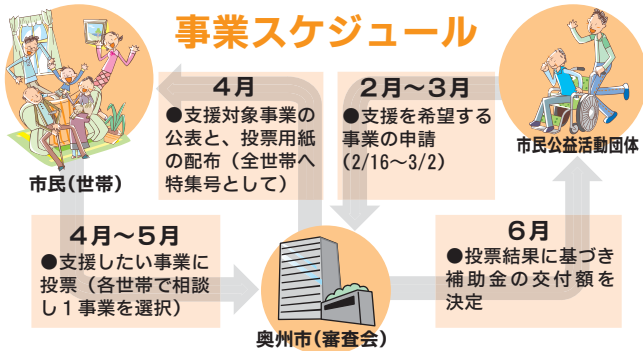 事業スケジュール
4月
●支援対象事業の
公表と、投票用紙
の配布（全世帯へ
特集号として）
2月〜3月
●支援を希望する
事業の申請
(2/16〜3/2)
市民(世帯)
市民公益活動団体
4月〜5月
●支援したい事業に
投票（各世帯で相談
し１事業を選択）
6月
●投票結果に基づき
補助金の交付額を
決定
奥州市(審査会)